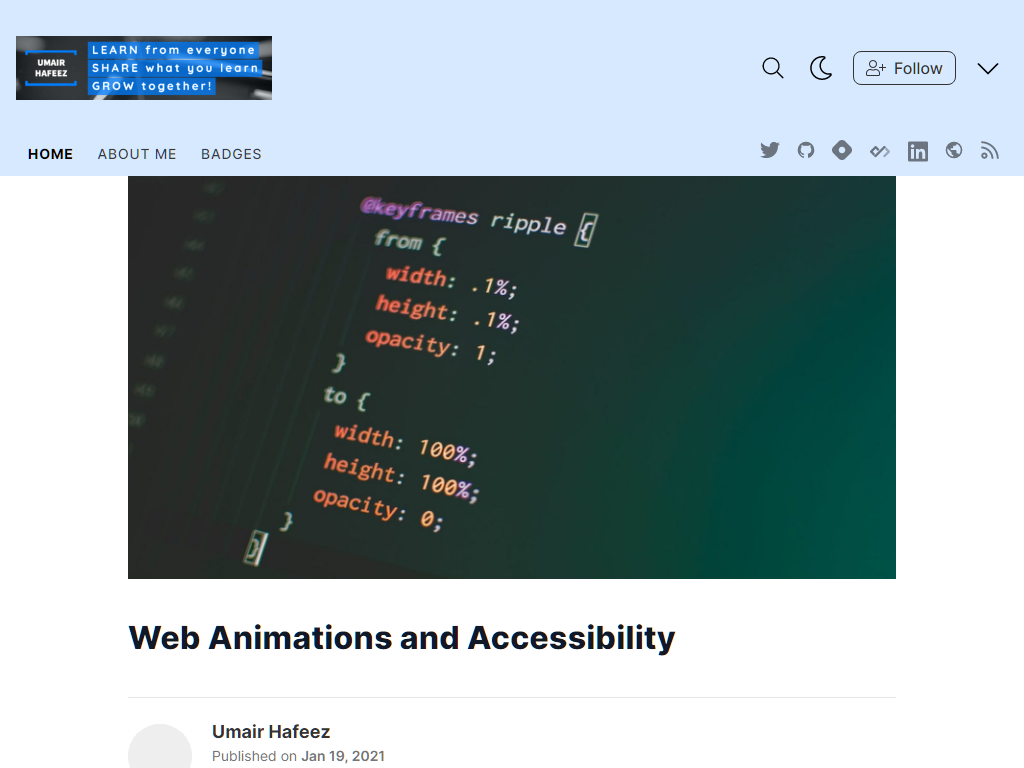 UMAIR
HAFEEZ
LEARN from everyone
SHARE what you learn
GROW together!
Follow
HOME ABOUT ME BADGES
in
@keyframes ripple {
from {
width: .1%;
height: .1%;
opacity: 1;
}
to {
width: 100%;
height: 100%;
opacity: 0;
}
}
Web Animations and Accessibility
Umair Hafeez
Published on Jan 19, 2021